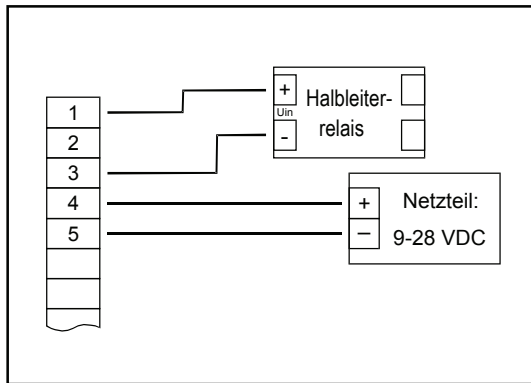 1
2
3
4
5
+
Uin
-
Halbleiter-
relais
+
–
Netzteil:
9-28 VDC